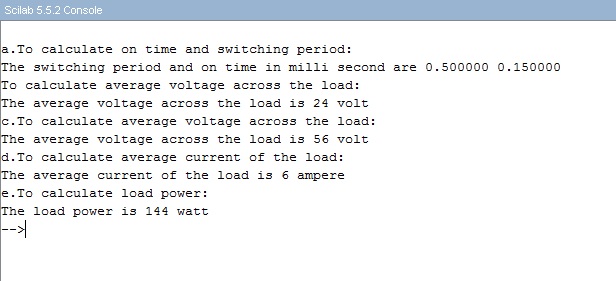 Scilab 5.5.2 Console
a.To calculate on time and switching period:
The switching period and on time in milli second are 0.500000 0.150000
To calculate average voltage across the load:
The average voltage across the load is 24 volt
c.To calculate average voltage across the load:
The average voltage across the load is 56 volt
d.To calculate average current of the load:
The average current of the load is 6 ampere
e.To calculate load power:
The load power is 144 watt
-->